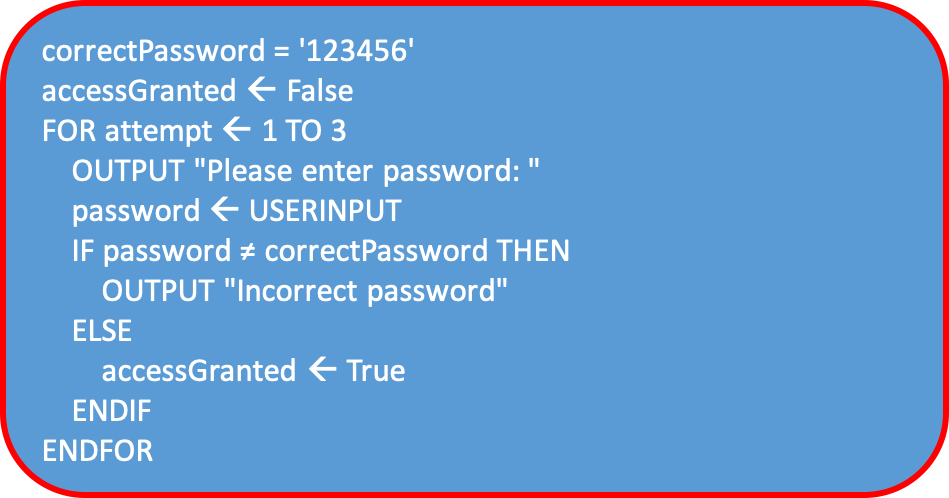 correctPassword = '123456'
accessGranted ← False
FOR attempt ← 1 TO 3
OUTPUT "Please enter password: "
password ← USERINPUT
IF password ≠ correctPassword THEN
OUTPUT "Incorrect password"
ELSE
accessGranted ← True
ENDIF
ENDFOR